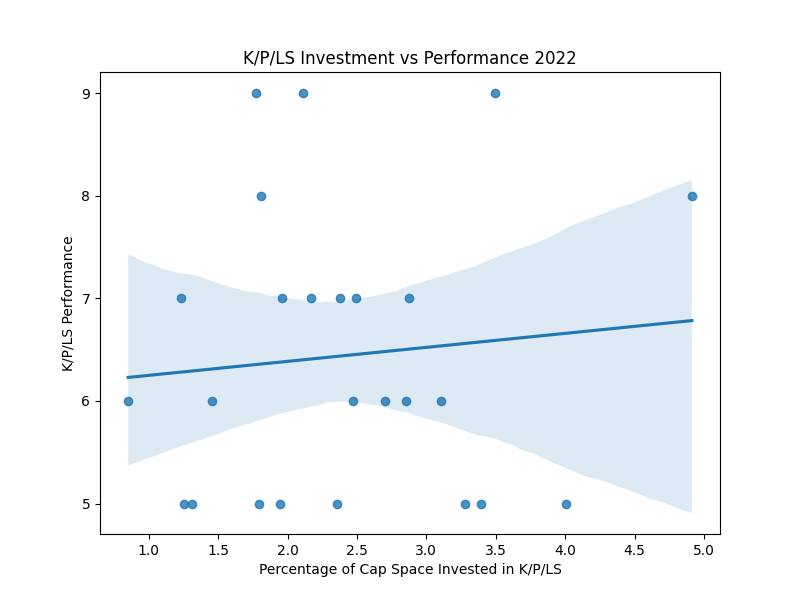 K/P/LS Investment vs Performance 2022
9
8
7
6
5
K/P/LS Performance
1.0 1.5 2.0 2.5 3.0 3.5 4.0 4.5 5.0
Percentage of Cap Space Invested in K/P/LS